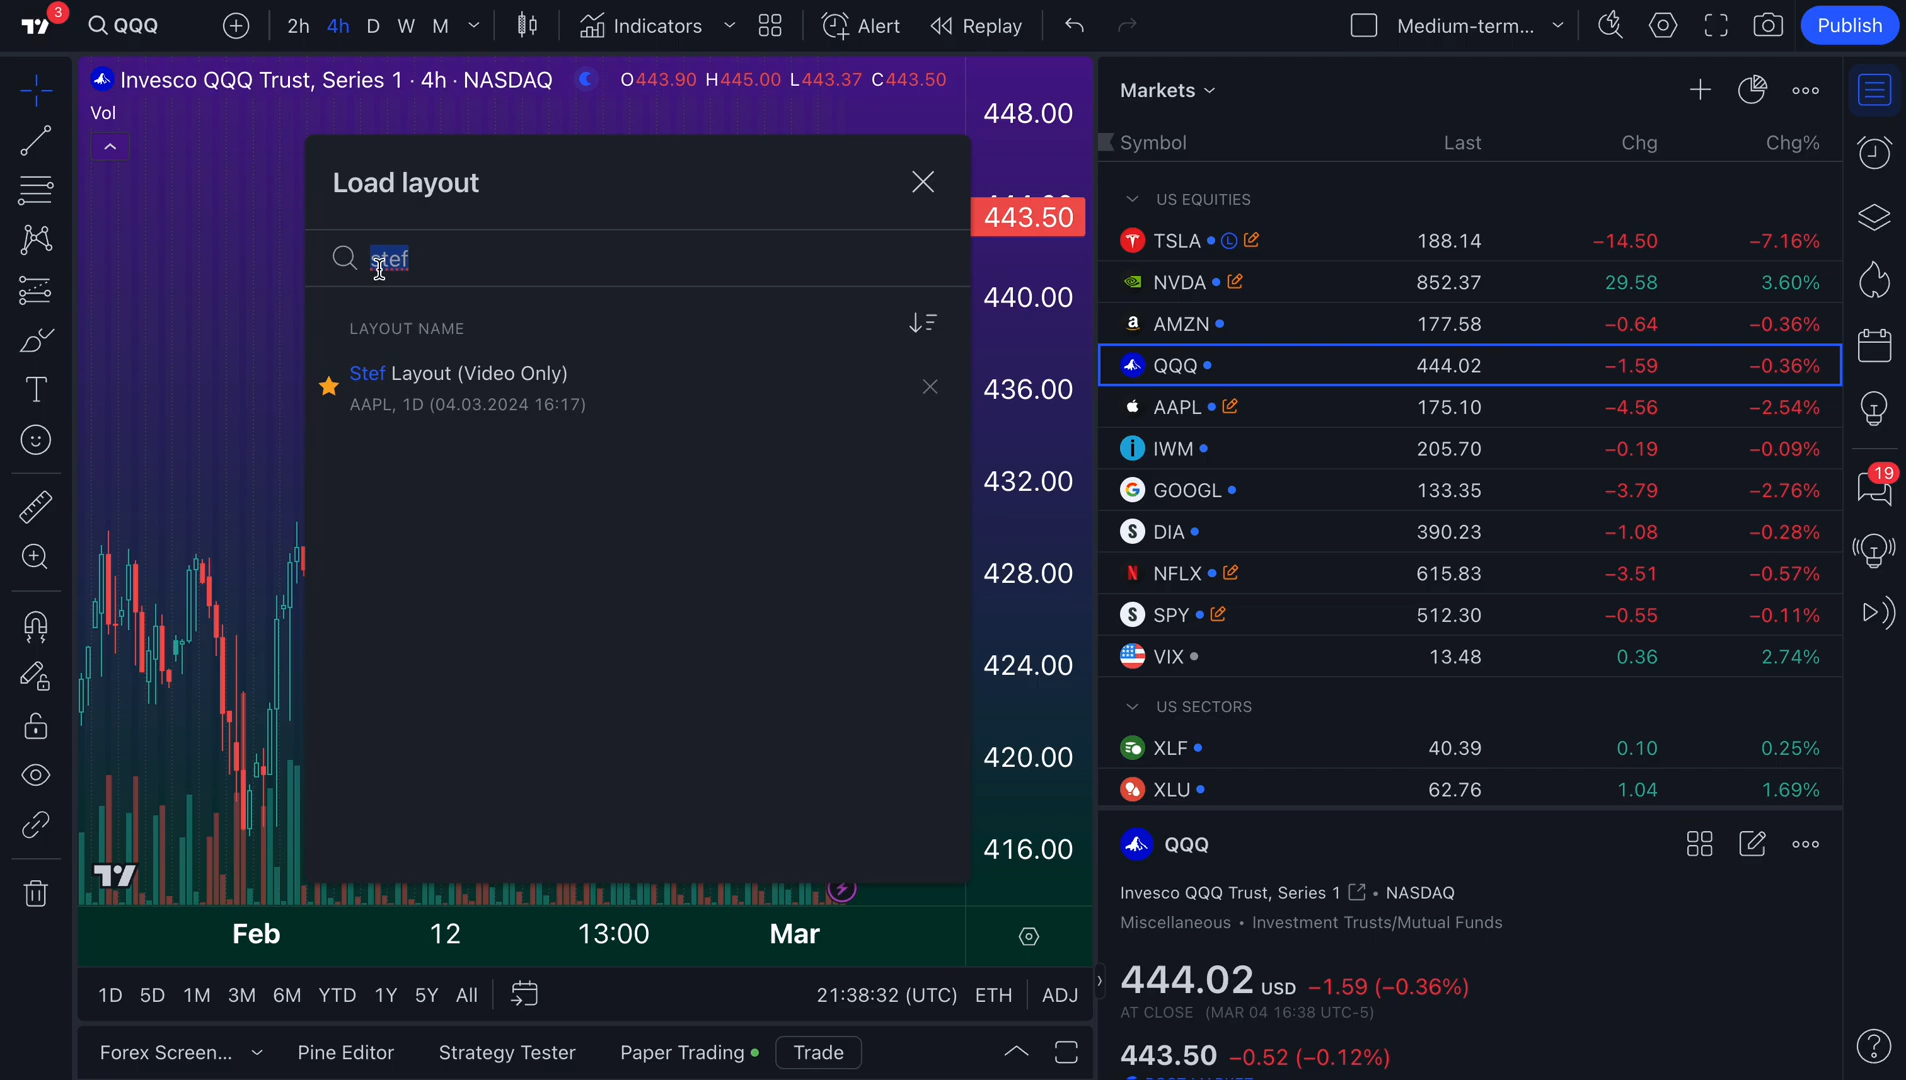 3 QQQ 2h 4h D W M Indicators Alert Replay Medium-term... Publish
Invesco QQQ Trust, Series 1 · 4h · NASDAQ O443.90 H445.00 L443.37 C443.50
Vol
448.00
443.50
440.00
436.00
432.00
428.00
424.00
420.00
416.00
Load layout
stef
LAYOUT NAME
Stef Layout (Video Only)
AAPL, 1D (04.03.2024 16:17)
Feb 12 13:00 Mar
1D 5D 1M 3M 6M YTD 1Y 5Y All 21:38:32 (UTC) ETH ADJ
Forex Screen... Pine Editor Strategy Tester Paper Trading Trade
Markets
Symbol Last Chg Chg%
US EQUITIES
TSLA L 188.14 −14.50 −7.16%
NVDA 852.37 29.58 3.60%
AMZN 177.58 −0.64 −0.36%
QQQ 444.02 −1.59 −0.36%
AAPL 175.10 −4.56 −2.54%
IWM 205.70 −0.19 −0.09%
GOOGL 133.35 −3.79 −2.76%
DIA 390.23 −1.08 −0.28%
NFLX 615.83 −3.51 −0.57%
SPY 512.30 −0.55 −0.11%
VIX 13.48 0.36 2.74%
US SECTORS
XLF 40.39 0.10 0.25%
XLU 62.76 1.04 1.69%
QQQ
Invesco QQQ Trust, Series 1 • NASDAQ
Miscellaneous • Investment Trusts/Mutual Funds
444.02 USD −1.59 (−0.36%)
AT CLOSE (MAR 04 16:38 UTC-5)
443.50 −0.52 (−0.12%)
19